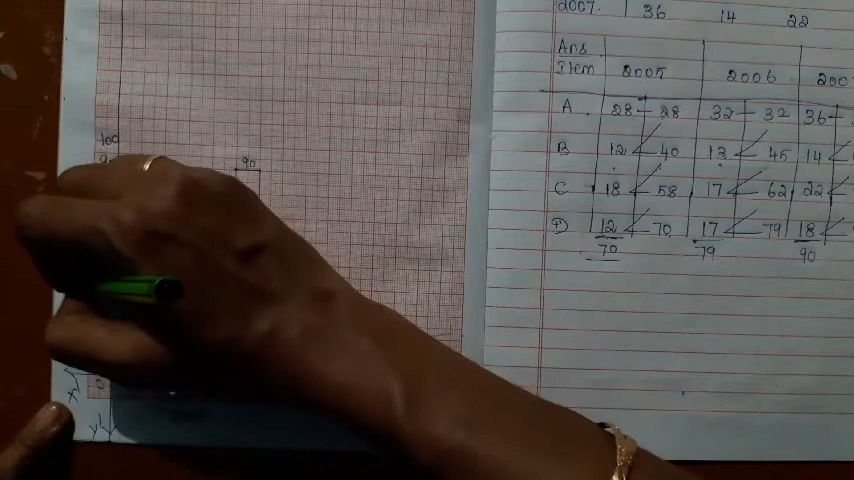 2007. 36 14 22
Ans
Item 2005 2006 200
A 28 28 32 32 36
B 12 40 13 45 14
C 18 58 17 62 22
D 12 70 17 79 18
70 79 90
100
90
X'
0
Y'